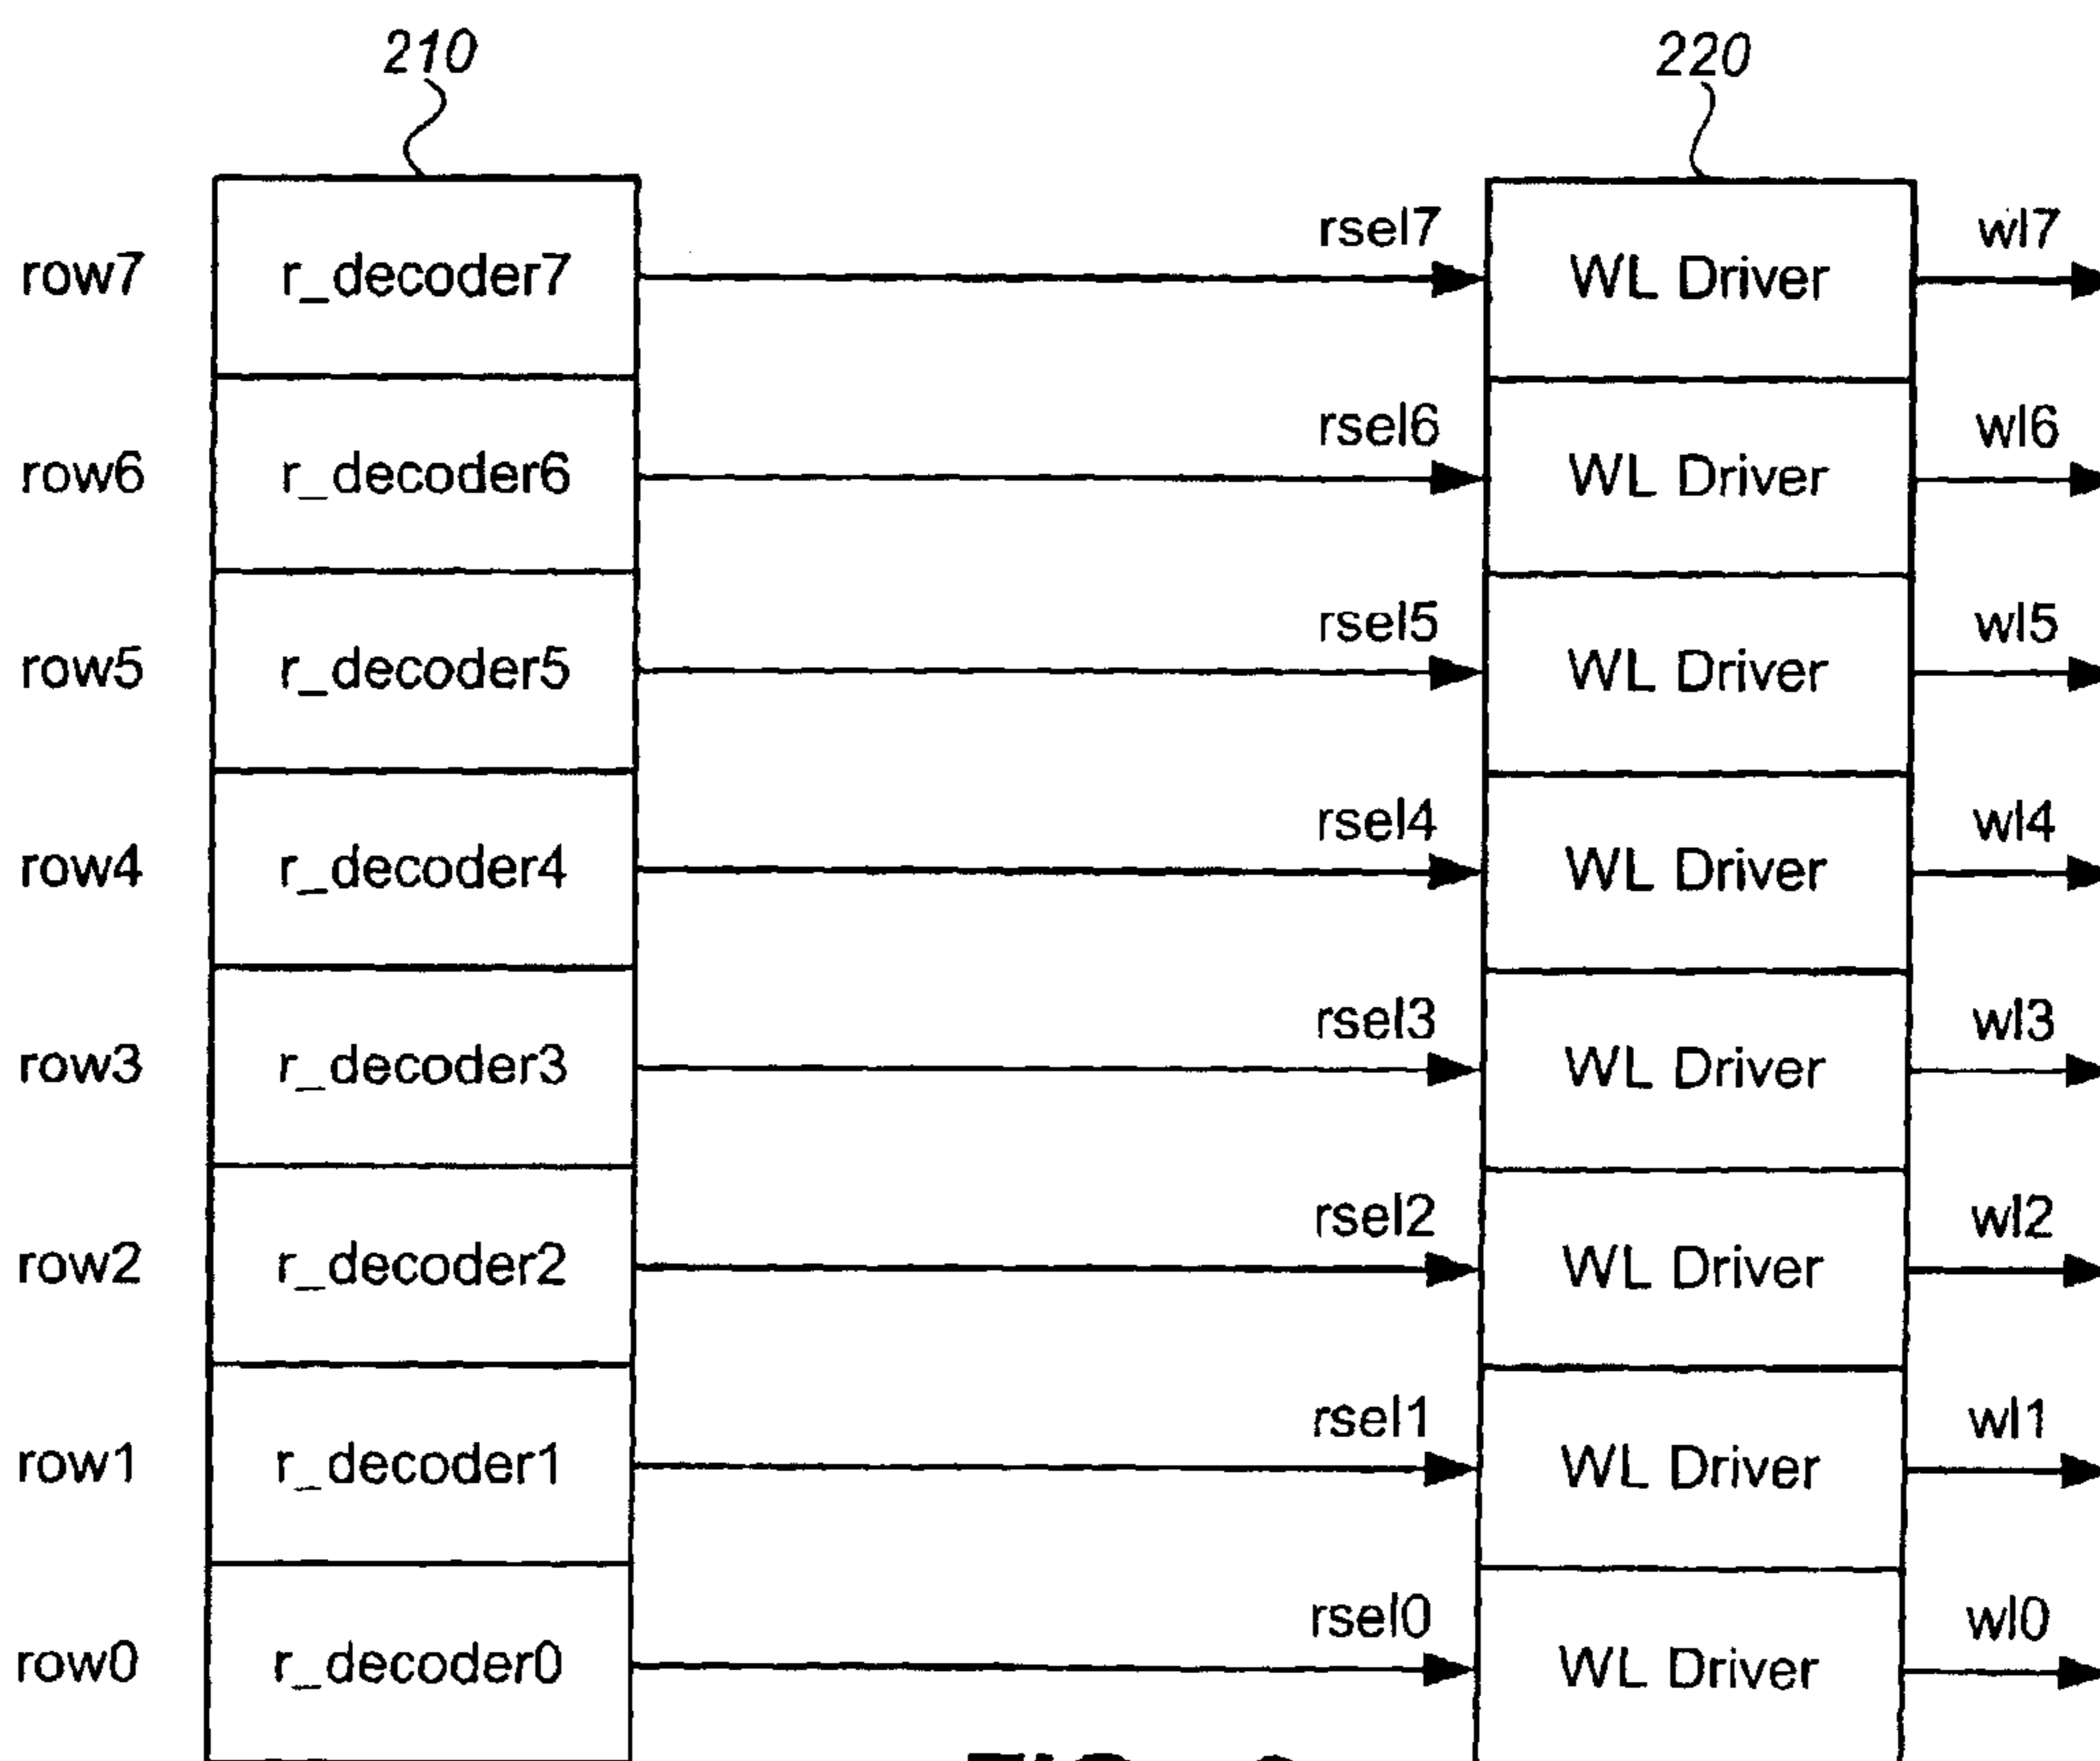 210 220
rsel7 wl7
row7 r_decoder7 WL Driver
rsel6 wl6
row6 r_decoder6 WL Driver
rsel5 wl5
row5 r_decoder5 WL Driver
rsel4 wl4
row4 r_decoder4 WL Driver
rsel3 wl3
row3 r_decoder3 WL Driver
rsel2 wl2
row2 r_decoder2 WL Driver
rsel1 wl1
row1 r_decoder1 WL Driver
rsel0 wl0
row0 r_decoder0 WL Driver